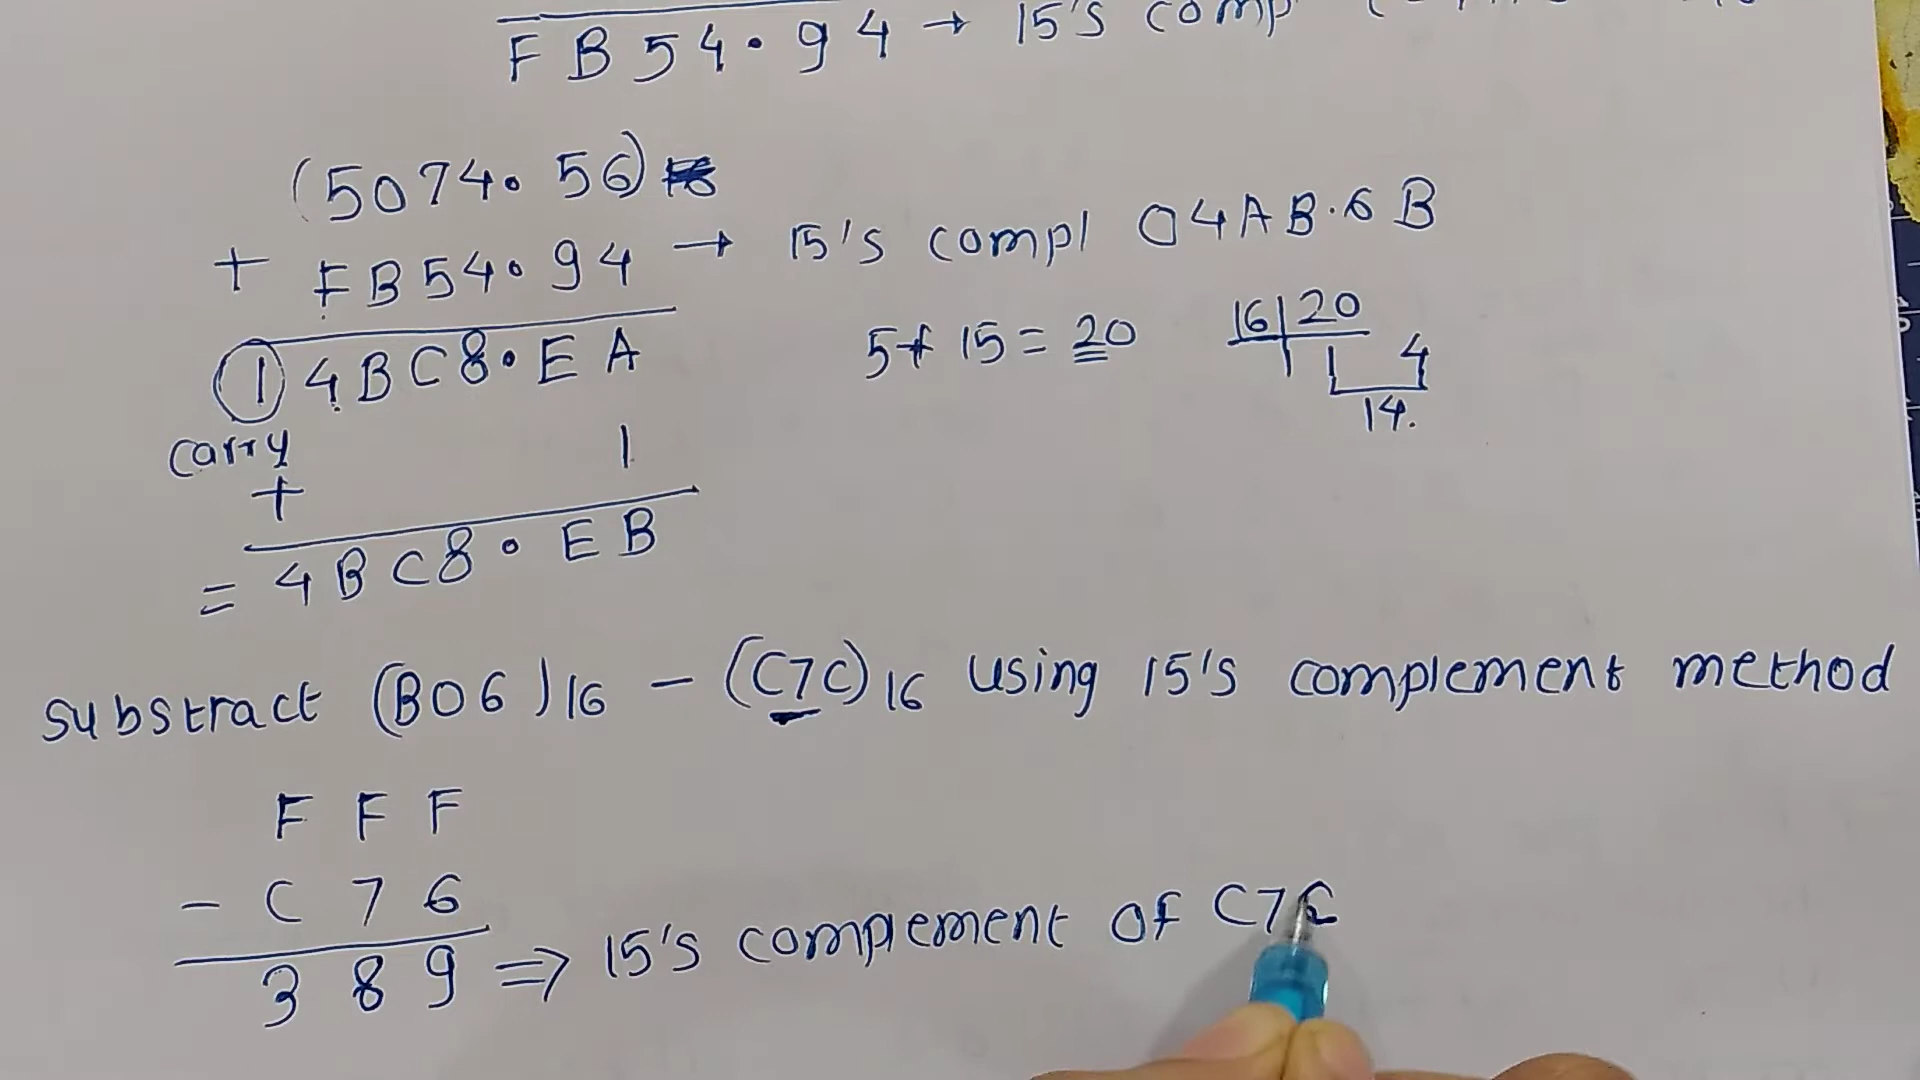 FB54.94 → 15's comp
(5074.56)
+ FB54.94 → 15's compl 04AB.6B
1 4BC8.EA 5+15=20 16|20
1 4
carry 1 14.
+
= 4BC8.EB
substract (B06)16 - (C7C)16 using 15's complement method
F F F
- C 7 6
3 8 9 ⇒ 15's complement of C7C